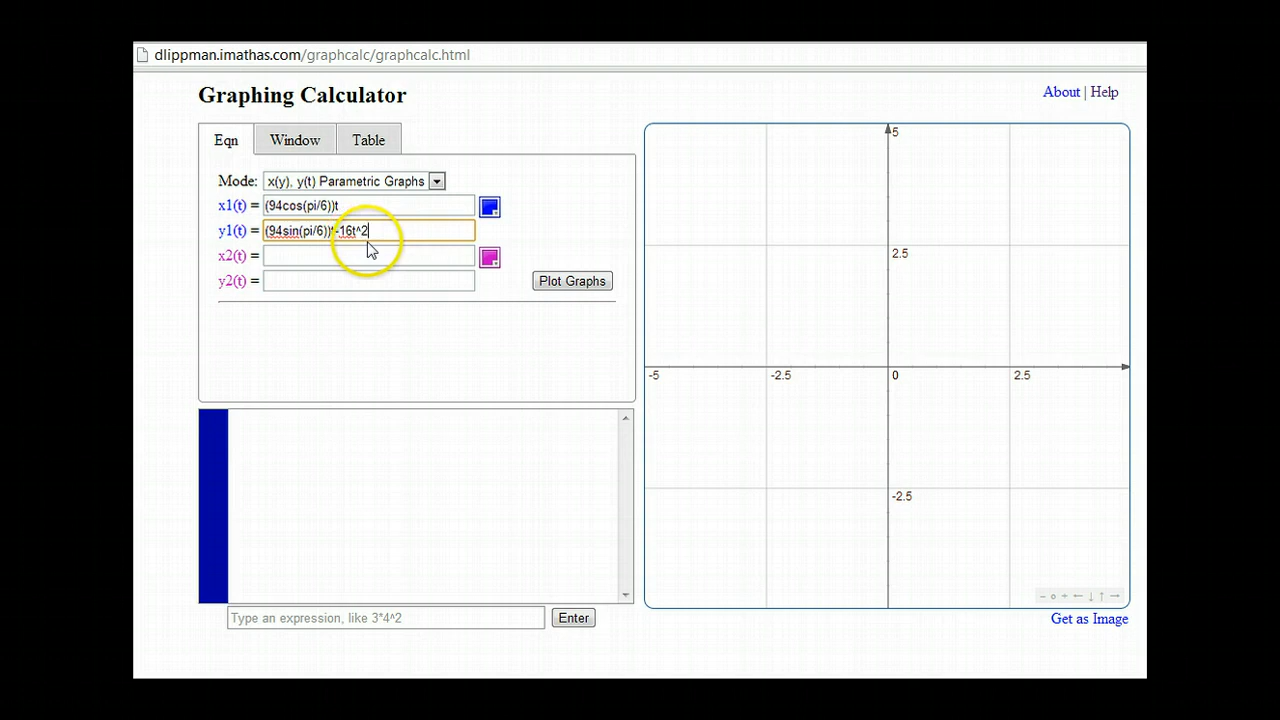 dlippman.imathas.com/graphcalc/graphcalc.html
Graphing Calculator
About | Help
Eqn Window Table
Mode: x(y), y(t) Parametric Graphs
x1(t) = (94cos(pi/6))t
y1(t) = (94sin(pi/6))t-16t^2
x2(t) =
y2(t) = Plot Graphs
Type an expression, like 3*4^2 Enter
5
2.5
-5 -2.5 0 2.5
-2.5
Get as Image